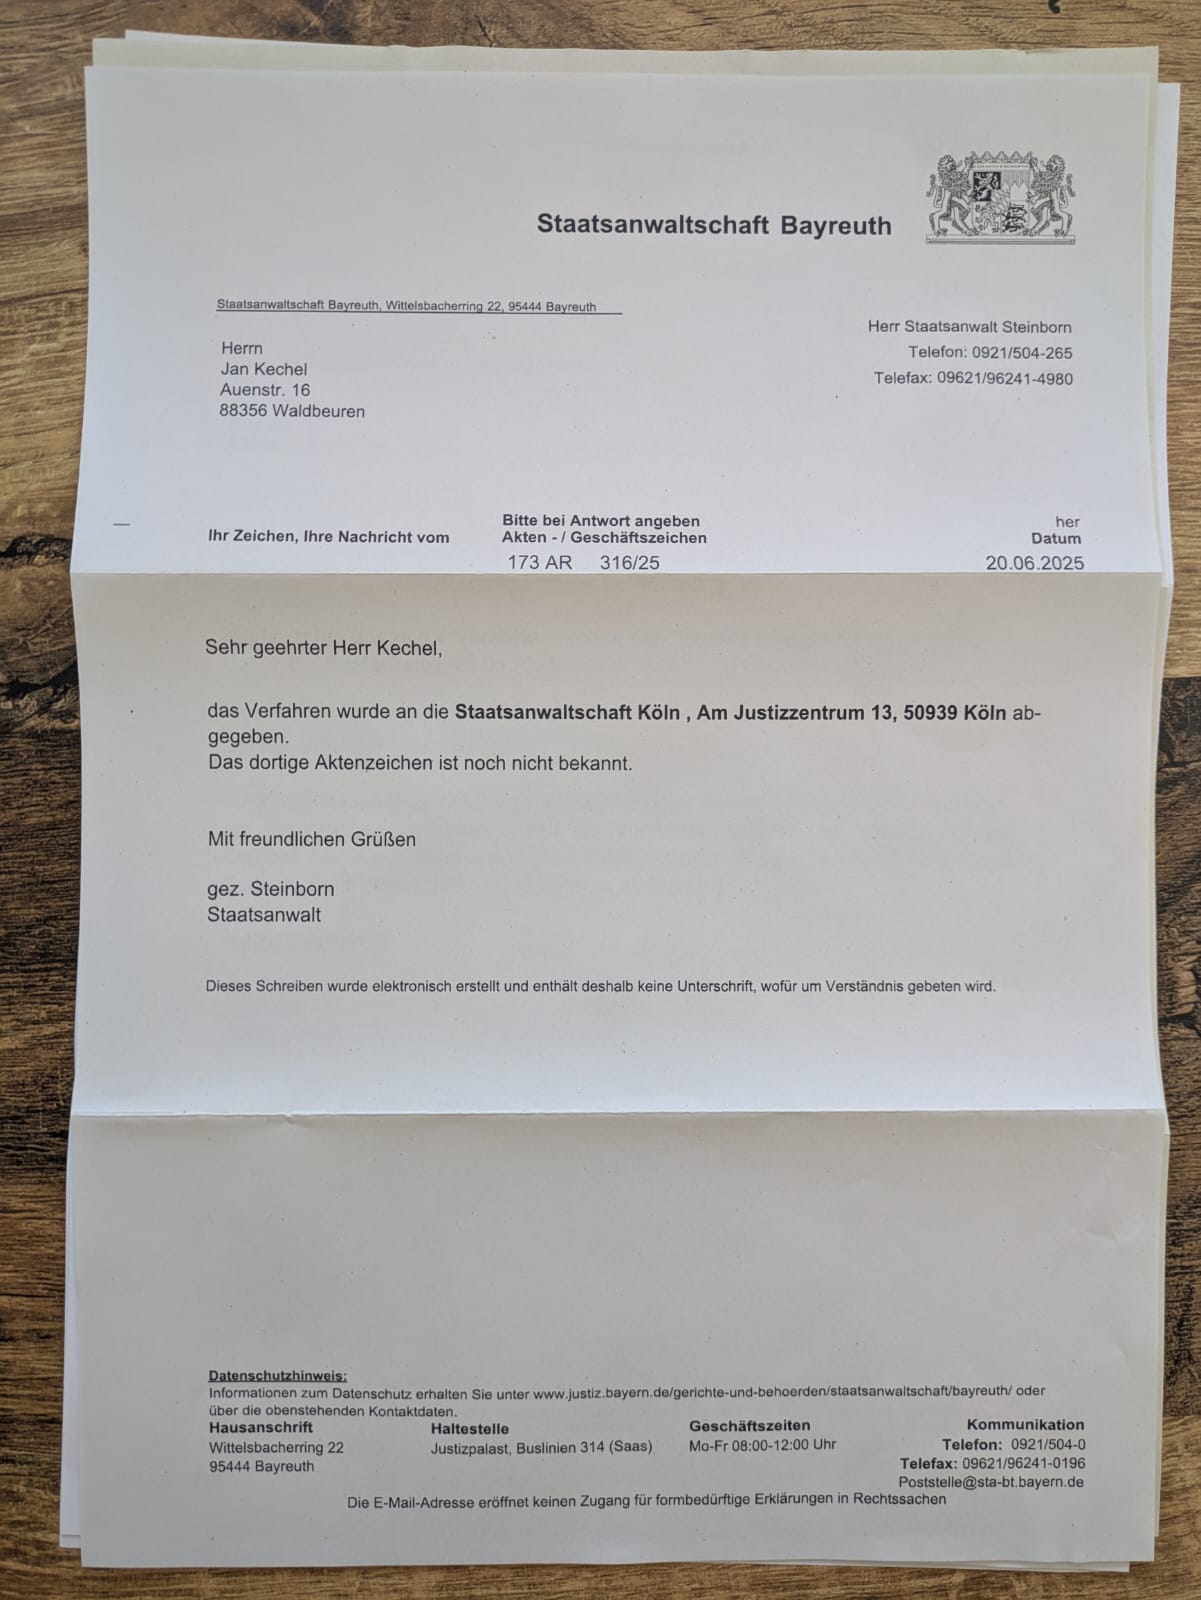 Staatsanwaltschaft Bayreuth
Staatsanwaltschaft Bayreuth, Wittelsbacherring 22, 95444 Bayreuth
Herrn
Jan Kechel
Auenstr. 16
88356 Waldbeuren
Herr Staatsanwalt Steinborn
Telefon: 0921/504-265
Telefax: 09621/96241-4980
Ihr Zeichen, Ihre Nachricht vom
Bitte bei Antwort angeben
Akten - / Geschäftszeichen
173 AR 316/25
her
Datum
20.06.2025
Sehr geehrter Herr Kechel,
das Verfahren wurde an die Staatsanwaltschaft Köln , Am Justizzentrum 13, 50939 Köln ab-
gegeben.
Das dortige Aktenzeichen ist noch nicht bekannt.
Mit freundlichen Grüßen
gez. Steinborn
Staatsanwalt
Dieses Schreiben wurde elektronisch erstellt und enthält deshalb keine Unterschrift, wofür um Verständnis gebeten wird.
Datenschutzhinweis:
Informationen zum Datenschutz erhalten Sie unter www.justiz.bayern.de/gerichte-und-behoerden/staatsanwaltschaft/bayreuth/ oder
über die obenstehenden Kontaktdaten.
Hausanschrift
Wittelsbacherring 22
95444 Bayreuth
Haltestelle
Justizpalast, Buslinien 314 (Saas)
Geschäftszeiten
Mo-Fr 08:00-12:00 Uhr
Kommunikation
Telefon: 0921/504-0
Telefax: 09621/96241-0196
Poststelle@sta-bt.bayern.de
Die E-Mail-Adresse eröffnet keinen Zugang für formbedürftige Erklärungen in Rechtssachen